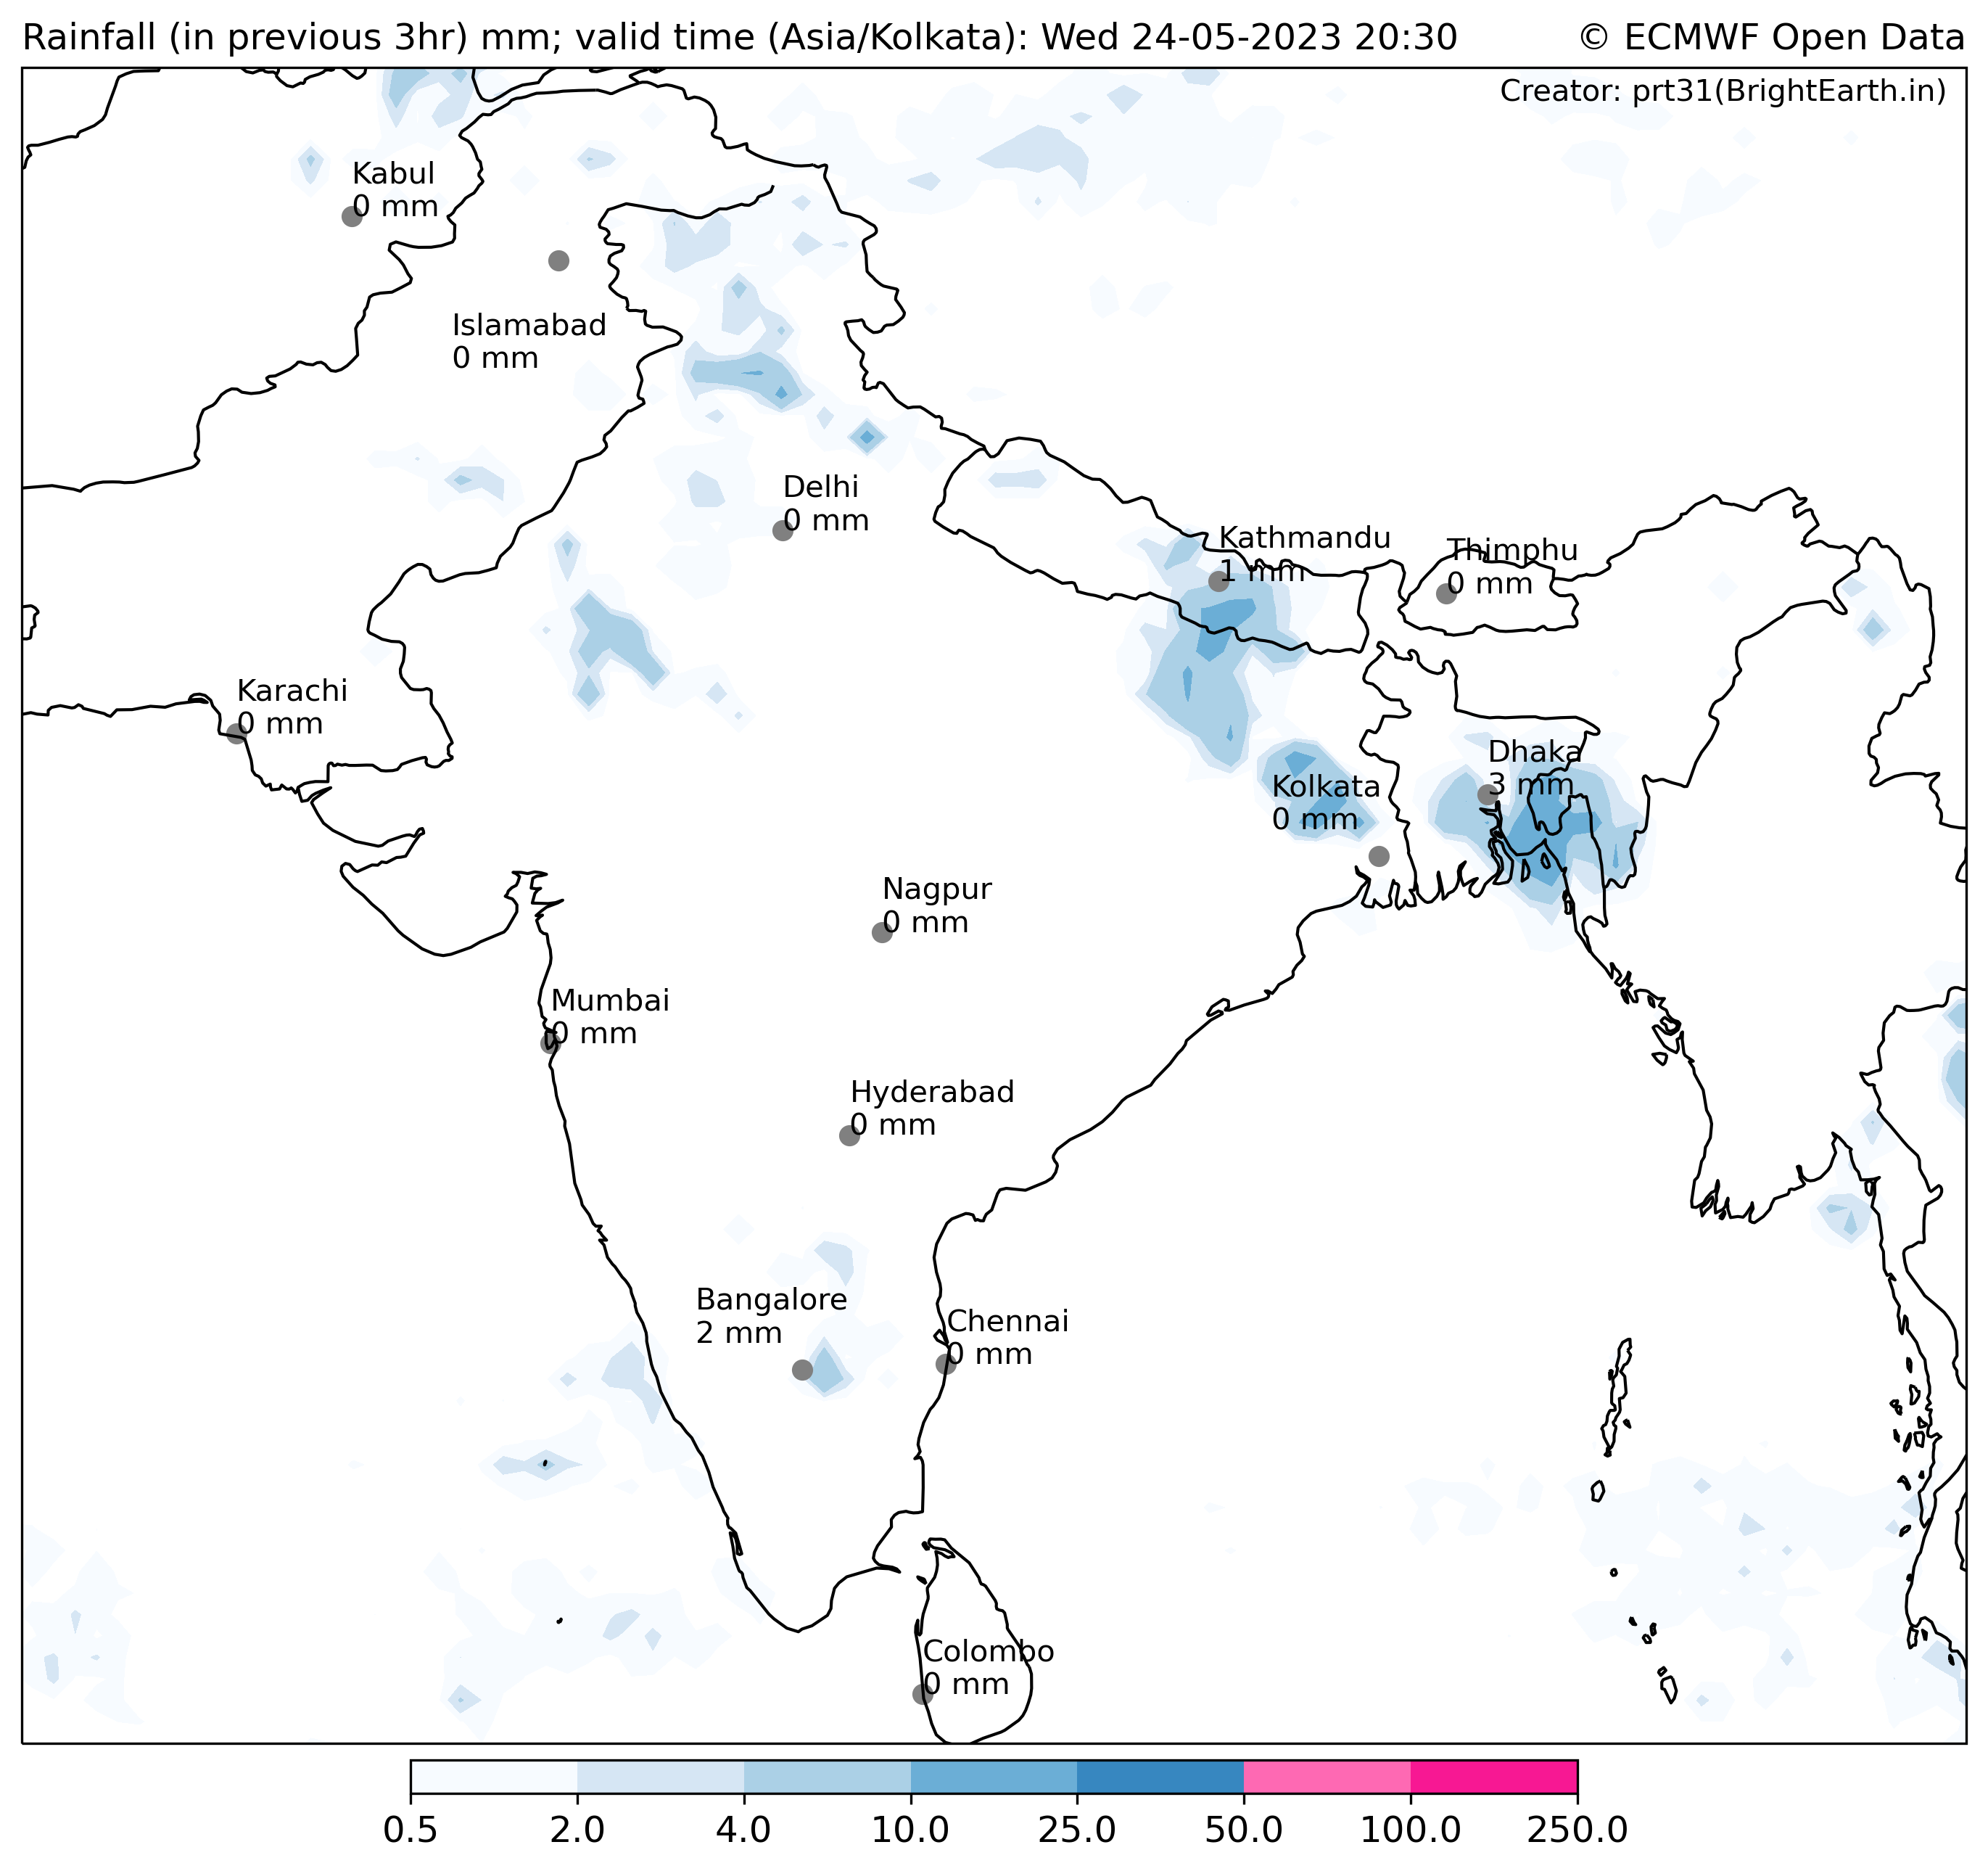 Rainfall (in previous 3hr) mm; valid time (Asia/Kolkata): Wed 24-05-2023 20:30
© ECMWF Open Data
Creator: prt31(BrightEarth.in)
Kabul
0 mm
Islamabad
0 mm
Delhi
0 mm
Kathmandu
1 mm
Thimphu
0 mm
Karachi
0 mm
Dhaka
3 mm
Kolkata
0 mm
Nagpur
0 mm
Mumbai
0 mm
Hyderabad
0 mm
Bangalore
2 mm
Chennai
0 mm
Colombo
0 mm
0.5 2.0 4.0 10.0 25.0 50.0 100.0 250.0